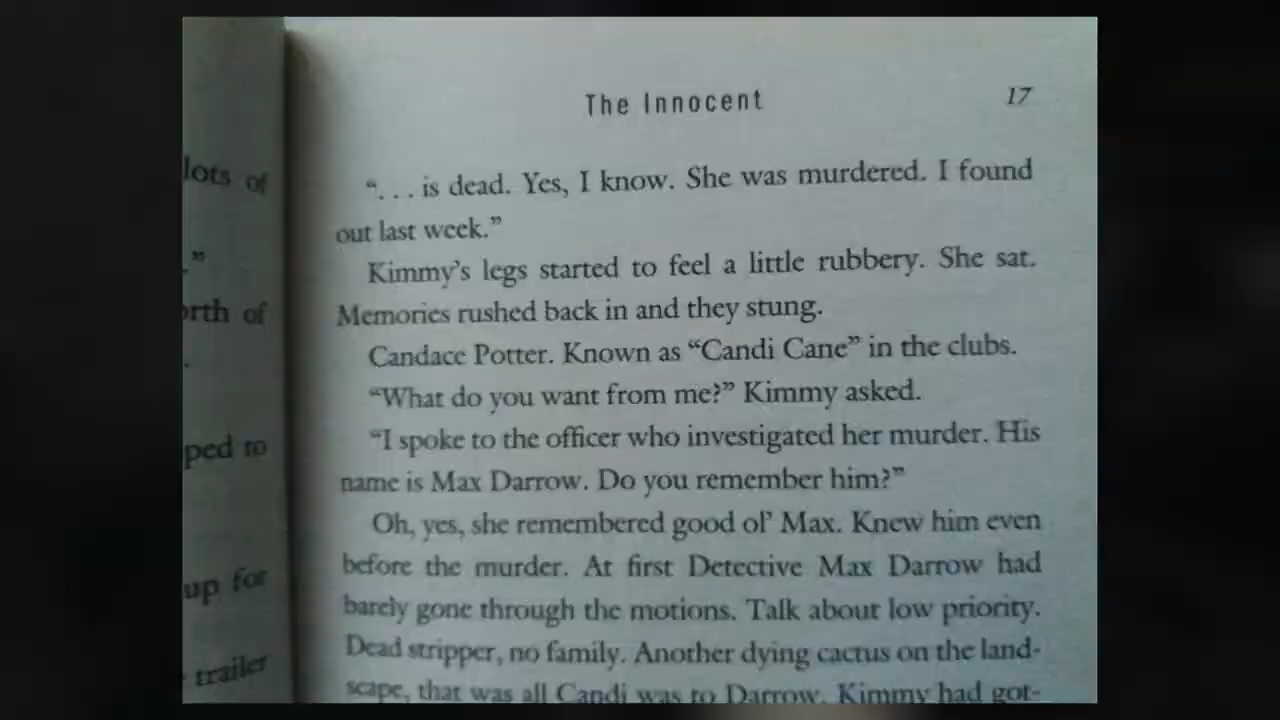 lots of
."
orth of
.
ped to
up for
trailer
The Innocent 17
“. . . is dead. Yes, I know. She was murdered. I found
out last week.”
Kimmy’s legs started to feel a little rubbery. She sat.
Memories rushed back in and they stung.
Candace Potter. Known as “Candi Cane” in the clubs.
“What do you want from me?” Kimmy asked.
“I spoke to the officer who investigated her murder. His
name is Max Darrow. Do you remember him?”
Oh, yes, she remembered good ol’ Max. Knew him even
before the murder. At first Detective Max Darrow had
barely gone through the motions. Talk about low priority.
Dead stripper, no family. Another dying cactus on the land-
scape, that was all Candi was to Darrow. Kimmy had got-